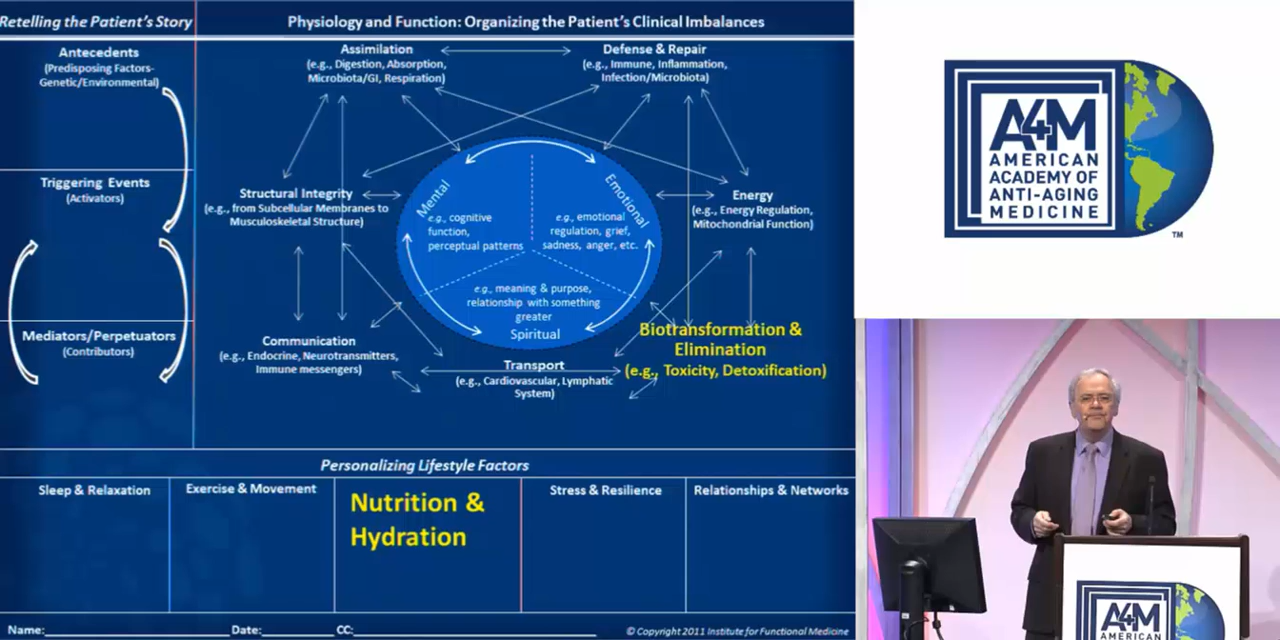 Retelling the Patient's Story
Physiology and Function: Organizing the Patient's Clinical Imbalances
Antecedents
(Predisposing Factors-
Genetic/Environmental)
Triggering Events
(Activators)
Mediators/Perpetuators
(Contributors)
Assimilation
(e.g., Digestion, Absorption,
Microbiota/GI, Respiration)
Defense & Repair
(e.g., Immune, Inflammation,
Infection/Microbiota)
Structural Integrity
(e.g., from Subcellular Membranes to
Musculoskeletal Structure)
Mental
e.g., cognitive
function,
perceptual patterns
Emotional
e.g., emotional
regulation, grief,
sadness, anger, etc.
Energy
(e.g., Energy Regulation,
Mitochondrial Function)
e.g., meaning & purpose,
relationship with something
greater
Spiritual
Communication
(e.g., Endocrine, Neurotransmitters,
Immune messengers)
Transport
(e.g., Cardiovascular, Lymphatic
System)
Biotransformation &
Elimination
(e.g., Toxicity, Detoxification)
Personalizing Lifestyle Factors
Sleep & Relaxation
Exercise & Movement
Nutrition &
Hydration
Stress & Resilience
Relationships & Networks
Name:
Date:
CC:
© Copyright 2011 Institute for Functional Medicine
A4M
AMERICAN
ACADEMY OF
ANTI-AGING
MEDICINE
TM
A4M
AMERICAN